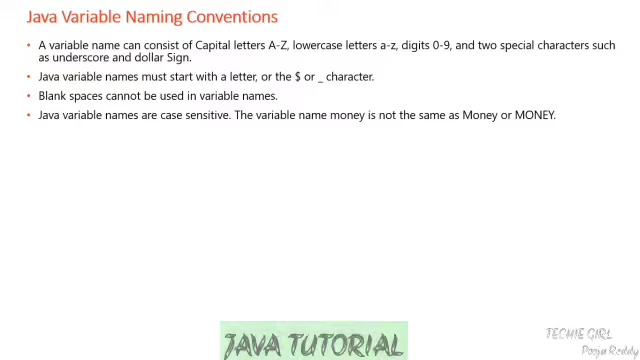 Java Variable Naming Conventions
• A variable name can consist of Capital letters A-Z, lowercase letters a-z, digits 0-9, and two special characters such
as underscore and dollar Sign.
• Java variable names must start with a letter, or the $ or _ character.
• Blank spaces cannot be used in variable names.
• Java variable names are case sensitive. The variable name money is not the same as Money or MONEY.
JAVA TUTORIAL
TECHIE GIRL
Pooja Reddy